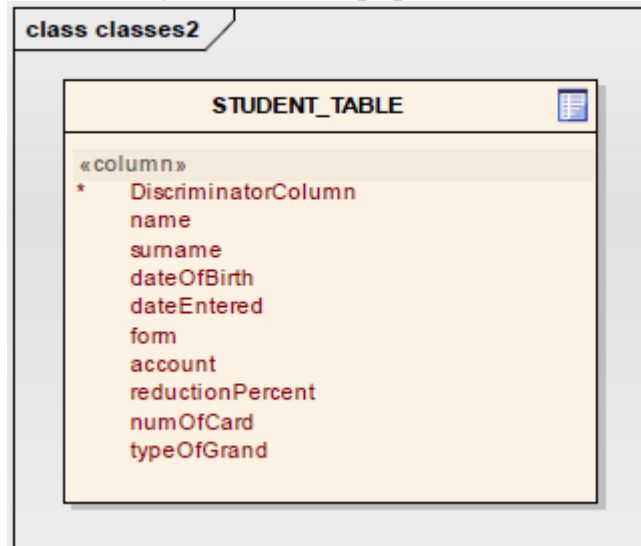 class classes2
STUDENT_TABLE
«column»
* DiscriminatorColumn
name
surname
dateOfBirth
dateEntered
form
account
reductionPercent
numOfCard
typeOfGrand